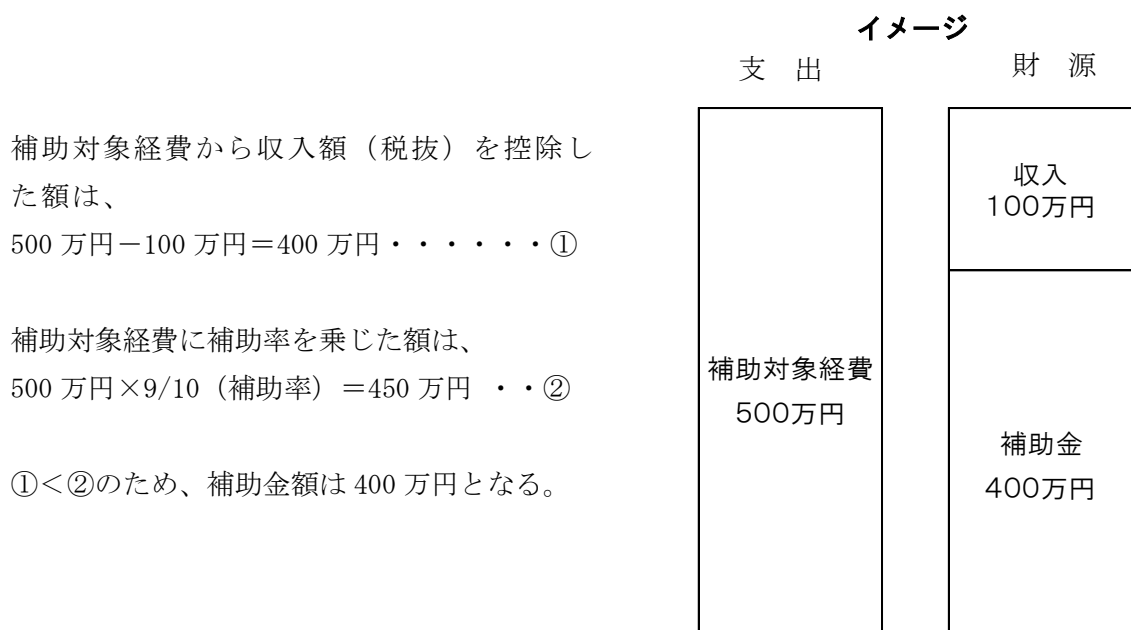 イメージ
支 出
財 源
補助対象経費から収入額（税抜）を控除し
た額は、
500 万円－100 万円＝400 万円・・・・・・①
補助対象経費に補助率を乗じた額は、
500 万円×9/10（補助率）＝450 万円 ・・②
①＜②のため、補助金額は 400 万円となる。
補助対象経費
500万円
収入
100万円
補助金
400万円